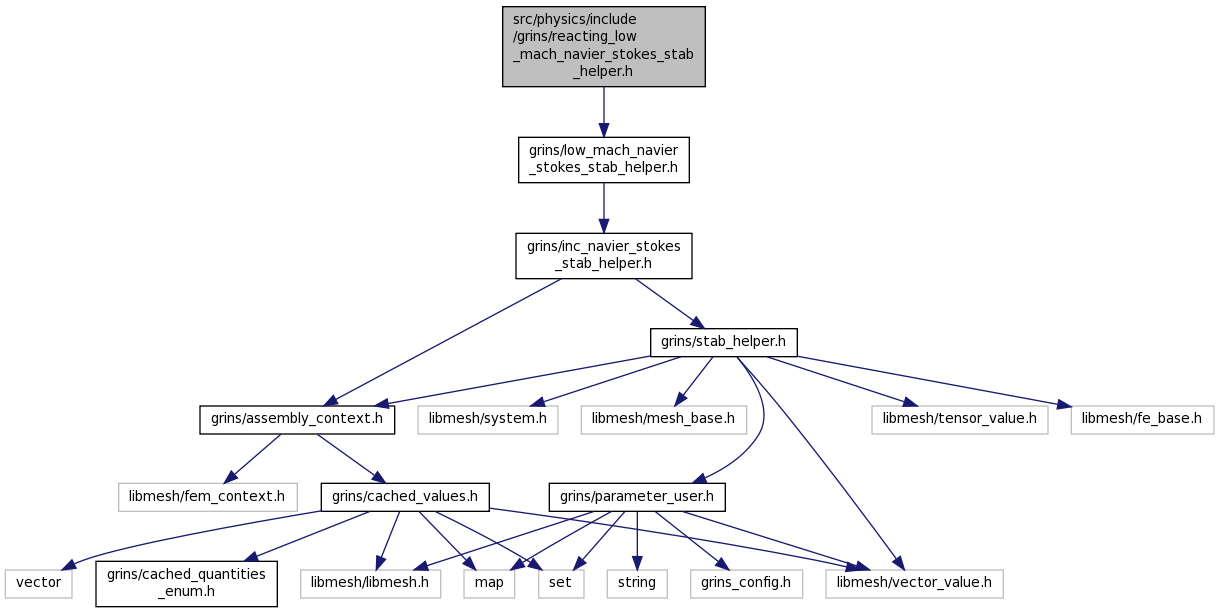 src/physics/include
/grins/reacting_low
_mach_navier_stokes_stab
_helper.h
grins/low_mach_navier
_stokes_stab_helper.h
grins/inc_navier_stokes
_stab_helper.h
grins/stab_helper.h
grins/assembly_context.h
libmesh/system.h
libmesh/mesh_base.h
libmesh/tensor_value.h
libmesh/fe_base.h
libmesh/fem_context.h
grins/cached_values.h
grins/parameter_user.h
vector
grins/cached_quantities
_enum.h
libmesh/libmesh.h
map
set
string
grins_config.h
libmesh/vector_value.h